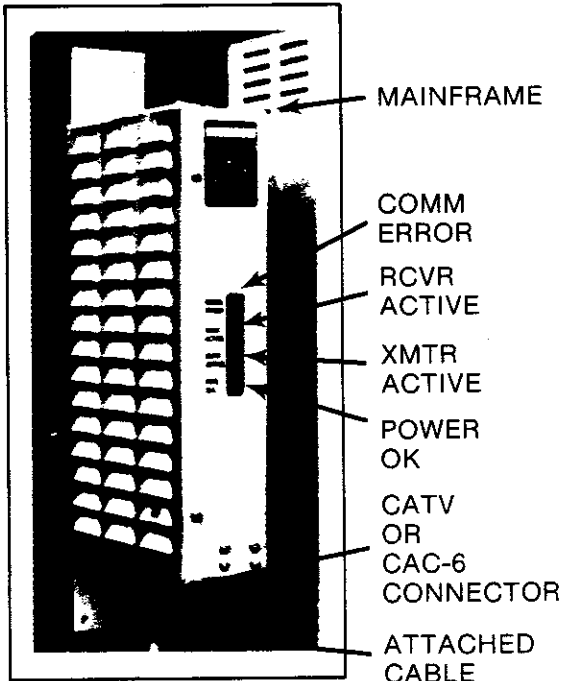 MAINFRAME
COMM
ERROR
RCVR
ACTIVE
XMTR
ACTIVE
POWER
OK
CATV
OR
CAC-6
CONNECTOR
ATTACHED
CABLE